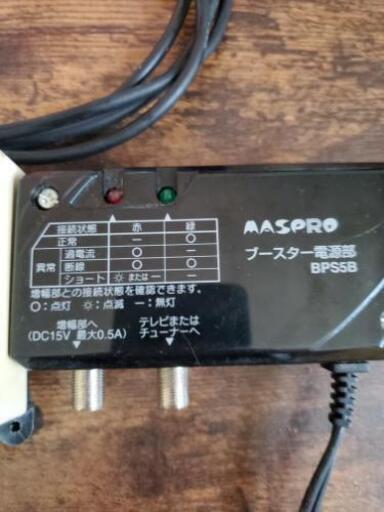 MASPRO
ブースター電源部
BPS5B
接続状態 赤 緑
正常 − ○
異常 過電流 ○ −
断線 ○ ○
ショート ☼ または − −
増幅部との接続状態を確認できます。
○:点灯 ☼:点滅 −:無灯
増幅部へ
(DC15V 最大0.5A)
テレビまたは
チューナーへ